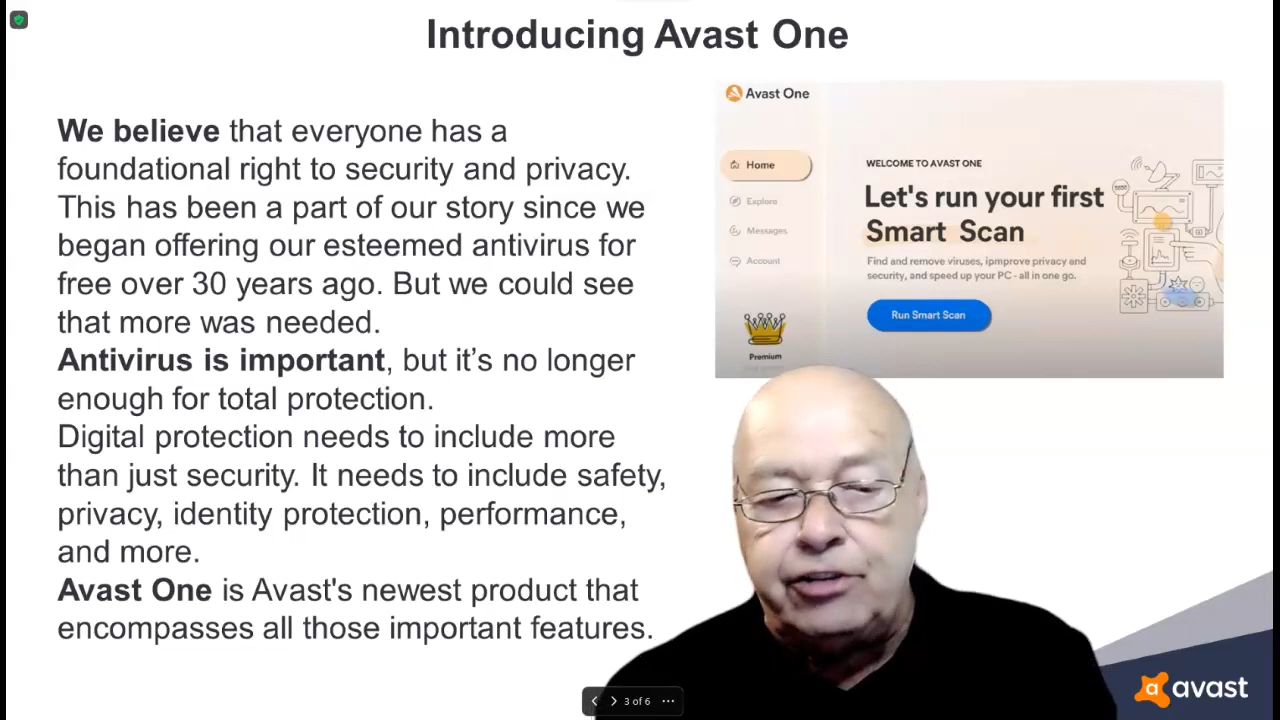 Introducing Avast One
We believe that everyone has a
foundational right to security and privacy.
This has been a part of our story since we
began offering our esteemed antivirus for
free over 30 years ago. But we could see
that more was needed.
Antivirus is important, but it's no longer
enough for total protection.
Digital protection needs to include more
than just security. It needs to include safety,
privacy, identity protection, performance,
and more.
Avast One is Avast's newest product that
encompasses all those important features.
Avast One
Home
Explore
Messages
Account
Premium
WELCOME TO AVAST ONE
Let's run your first
Smart Scan
Find and remove viruses, ipmprove privacy and
security, and speed up your PC - all in one go.
Run Smart Scan
3 of 6
avast